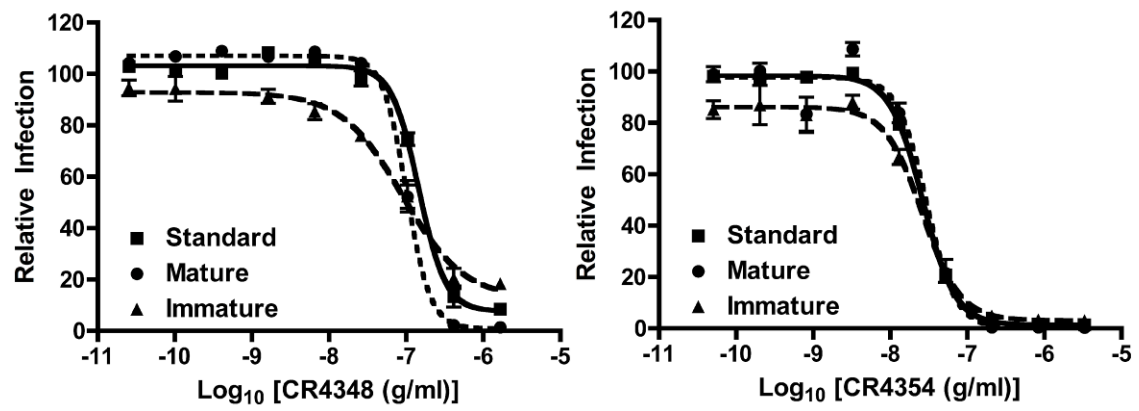 120
100
80
60
40
20
0
Relative Infection
Standard
Mature
Immature
-11 -10 -9 -8 -7 -6 -5
Log10 [CR4348 (g/ml)]
120
100
80
60
40
20
0
Relative Infection
Standard
Mature
Immature
-11 -10 -9 -8 -7 -6 -5
Log10 [CR4354 (g/ml)]